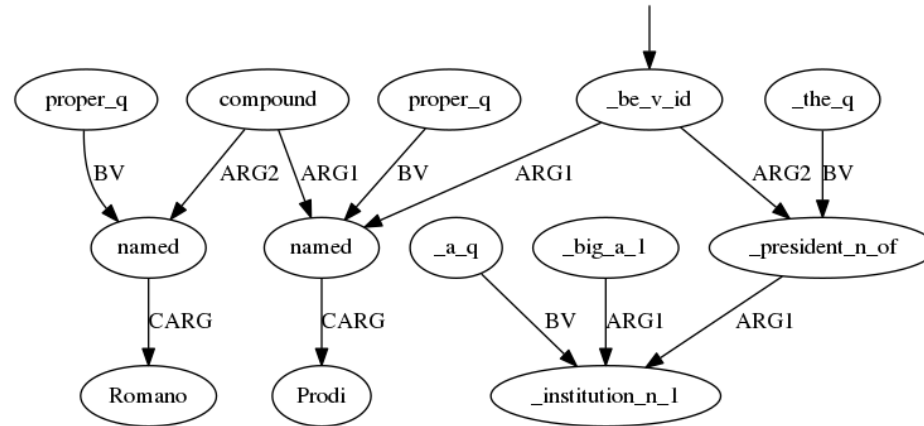 proper_q compound proper_q _be_v_id _the_q
BV ARG2 ARG1 BV ARG1 ARG2 BV
named named _a_q _big_a_1 _president_n_of
CARG CARG BV ARG1 ARG1
Romano Prodi _institution_n_1